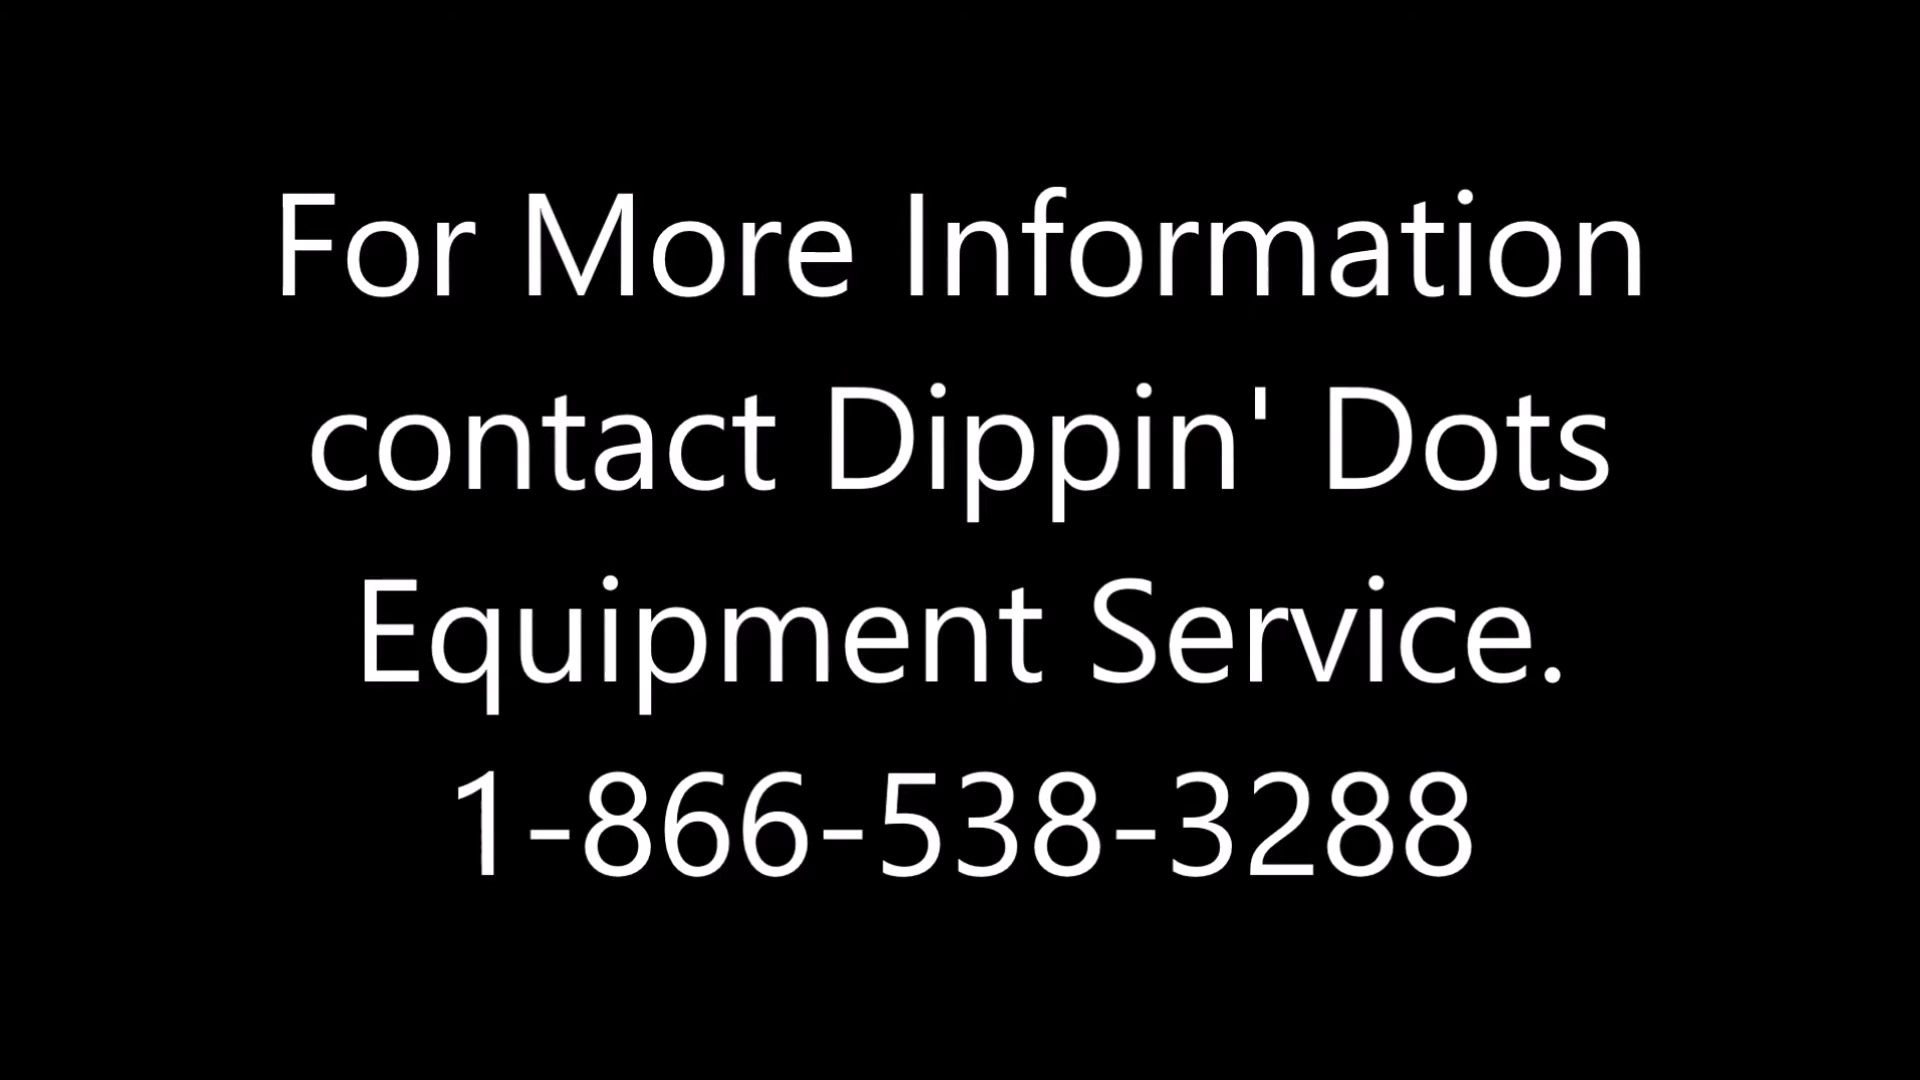 For More Information
contact Dippin' Dots
Equipment Service.
1-866-538-3288